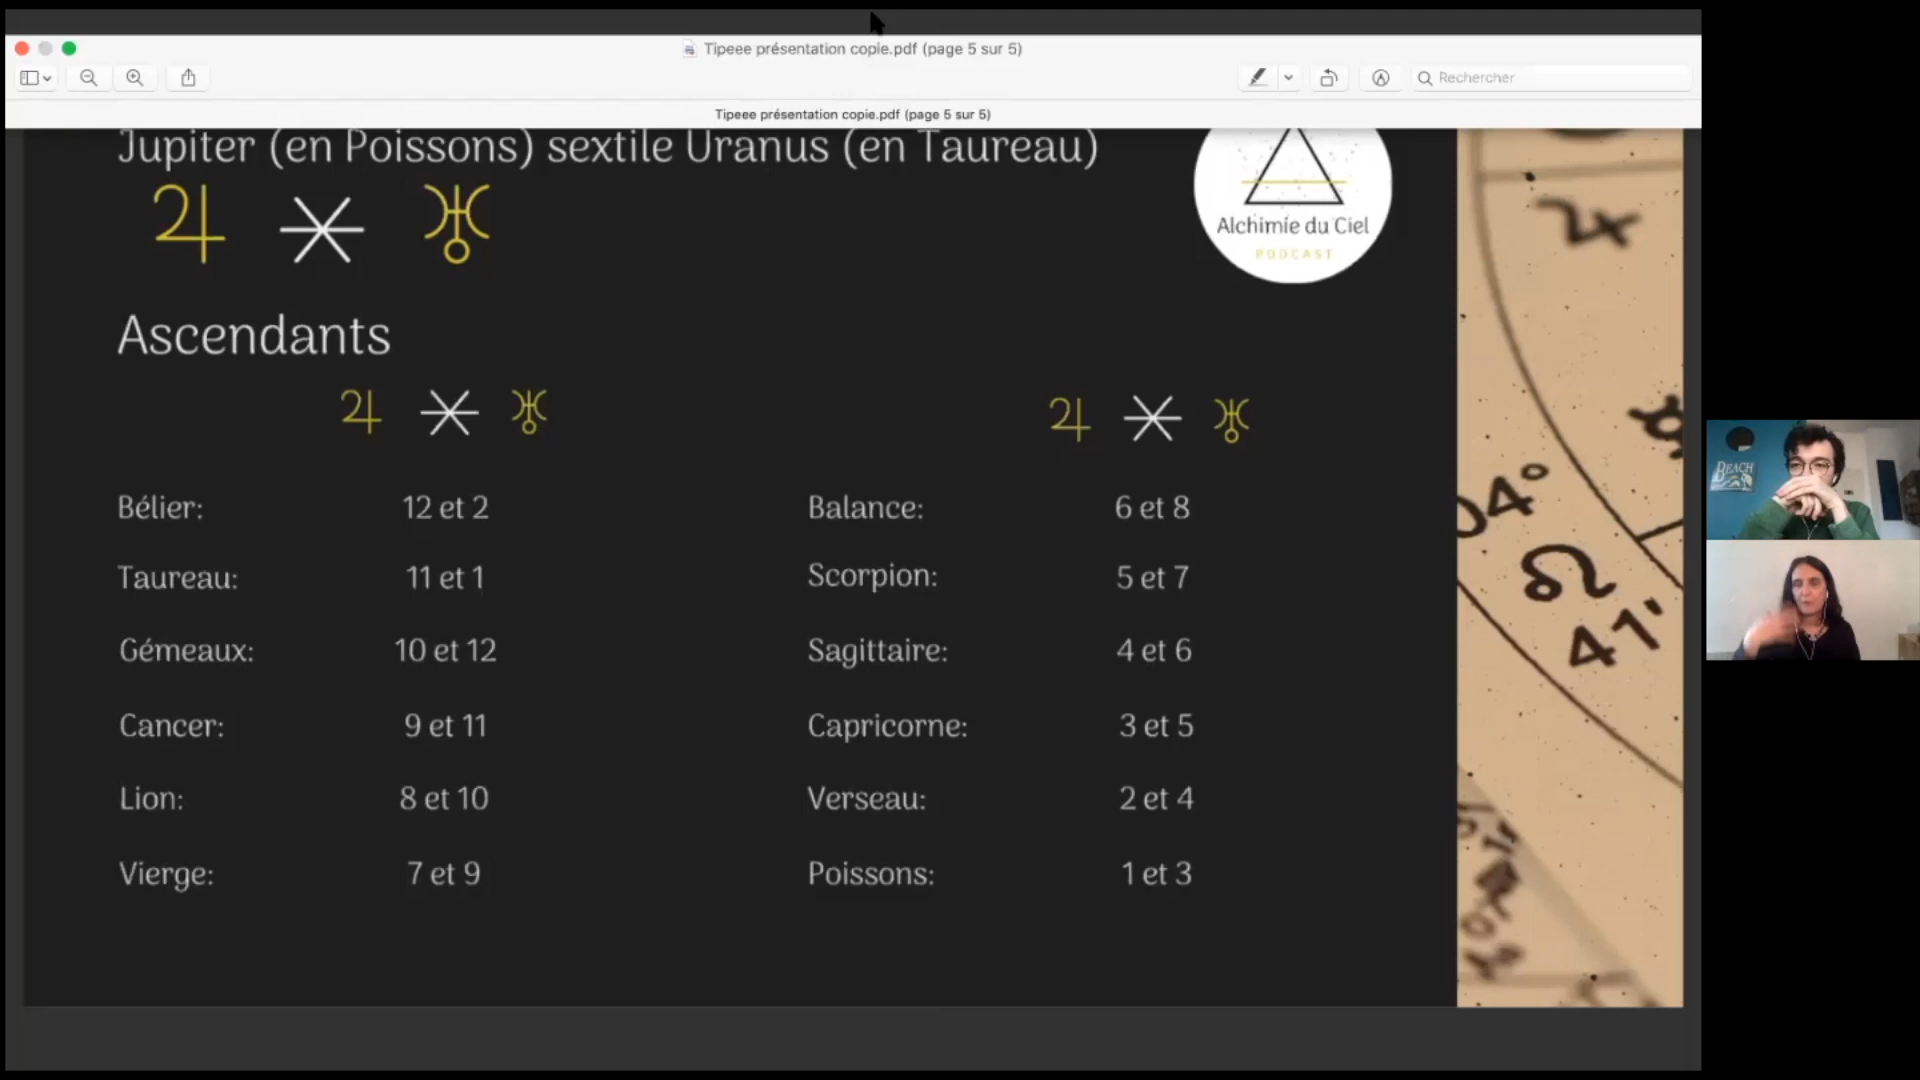 Tipeee présentation copie.pdf (page 5 sur 5)
Rechercher
Tipeee présentation copie.pdf (page 5 sur 5)
Jupiter (en Poissons) sextile Uranus (en Taureau)
♃ ⚹ ♅
Alchimie du Ciel
PODCAST
Ascendants
♃ ⚹ ♅
Bélier: 12 et 2
Taureau: 11 et 1
Gémeaux: 10 et 12
Cancer: 9 et 11
Lion: 8 et 10
Vierge: 7 et 9
♃ ⚹ ♅
Balance: 6 et 8
Scorpion: 5 et 7
Sagittaire: 4 et 6
Capricorne: 3 et 5
Verseau: 2 et 4
Poissons: 1 et 3
04°
♌
41'
BEACH